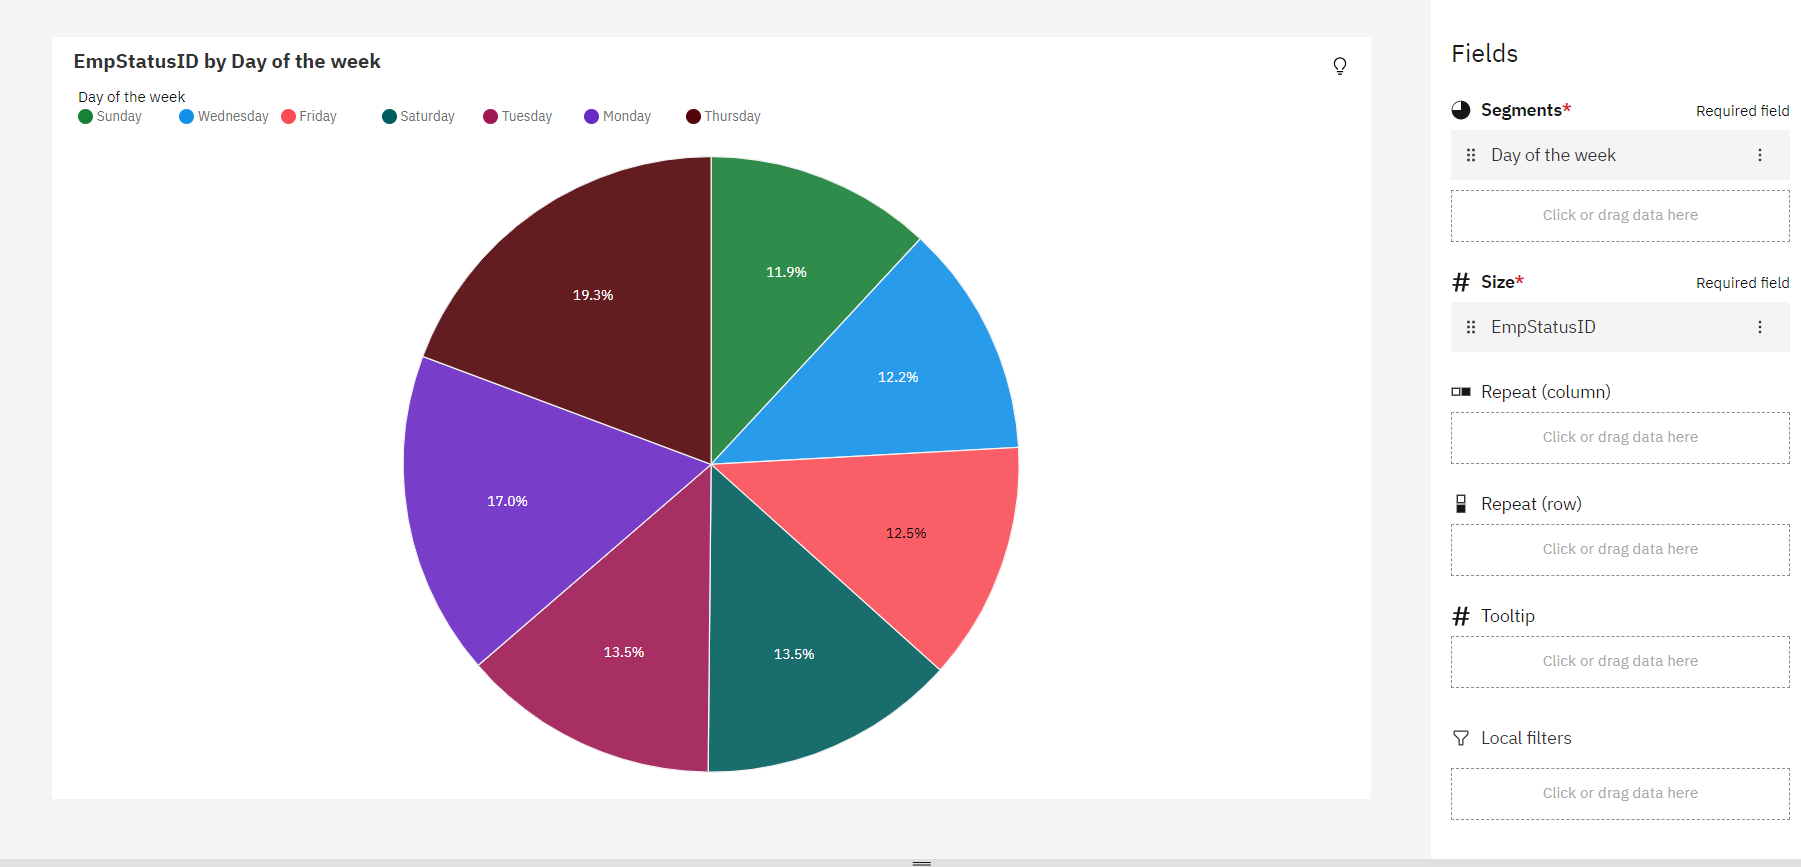 EmpStatusID by Day of the week
Day of the week
Sunday Wednesday Friday Saturday Tuesday Monday Thursday
11.9%
19.3%
12.2%
17.0%
12.5%
13.5%
13.5%
Fields
Segments* Required field
Day of the week
Click or drag data here
Size* Required field
EmpStatusID
Repeat (column)
Click or drag data here
Repeat (row)
Click or drag data here
Tooltip
Click or drag data here
Local filters
Click or drag data here